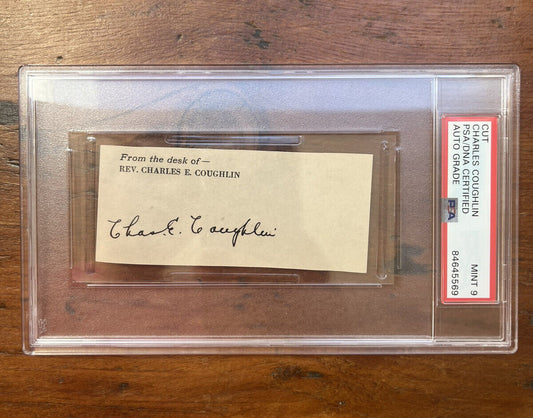 From the desk of—
REV. CHARLES E. COUGHLIN
Chas. E. Coughlin
CUT
CHARLES COUGHLIN
PSA/DNA CERTIFIED
AUTO GRADE
MINT 9
PSA
84645569